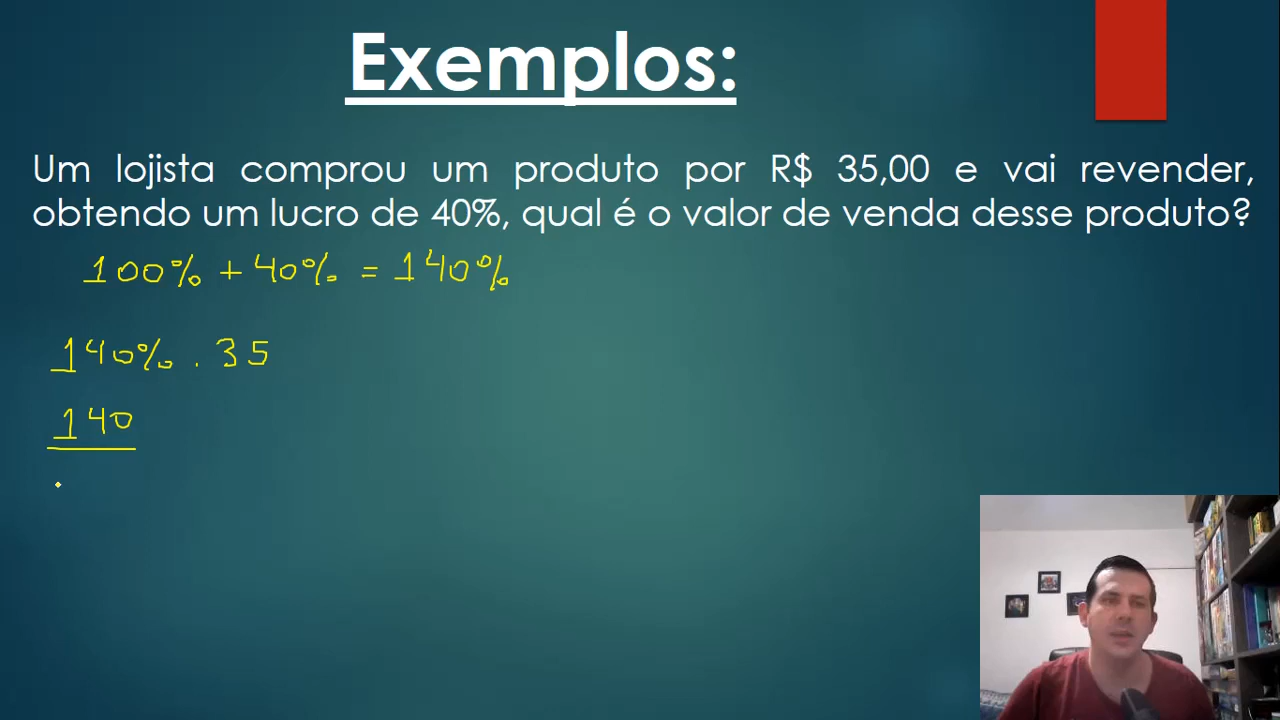 Exemplos:
Um lojista comprou um produto por R$ 35,00 e vai revender,
obtendo um lucro de 40%, qual é o valor de venda desse produto?
100% + 40% = 140%
140% . 35
140